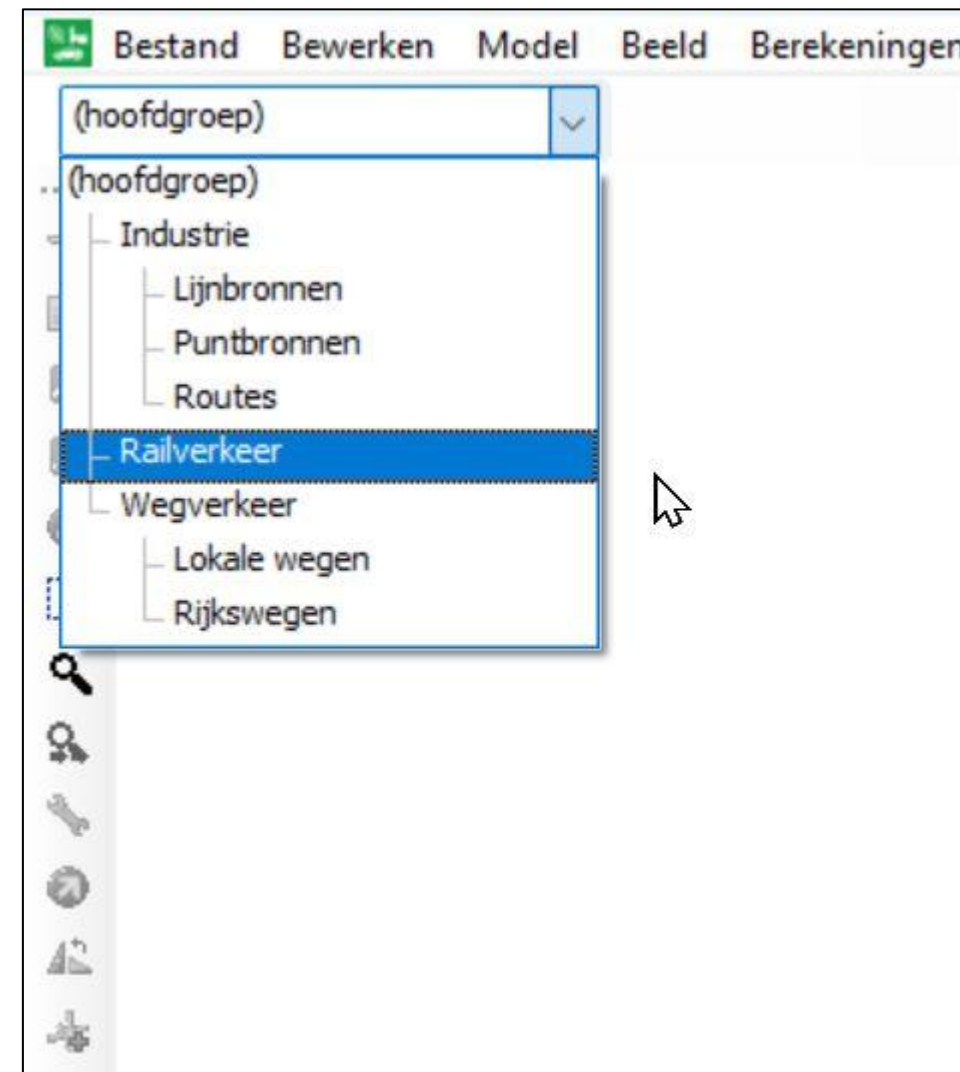 Bestand Bewerken Model Beeld Berekeningen
(hoofdgroep)
(hoofdgroep)
Industrie
Lijnbronnen
Puntbronnen
Routes
Railverkeer
Wegverkeer
Lokale wegen
Rijkswegen